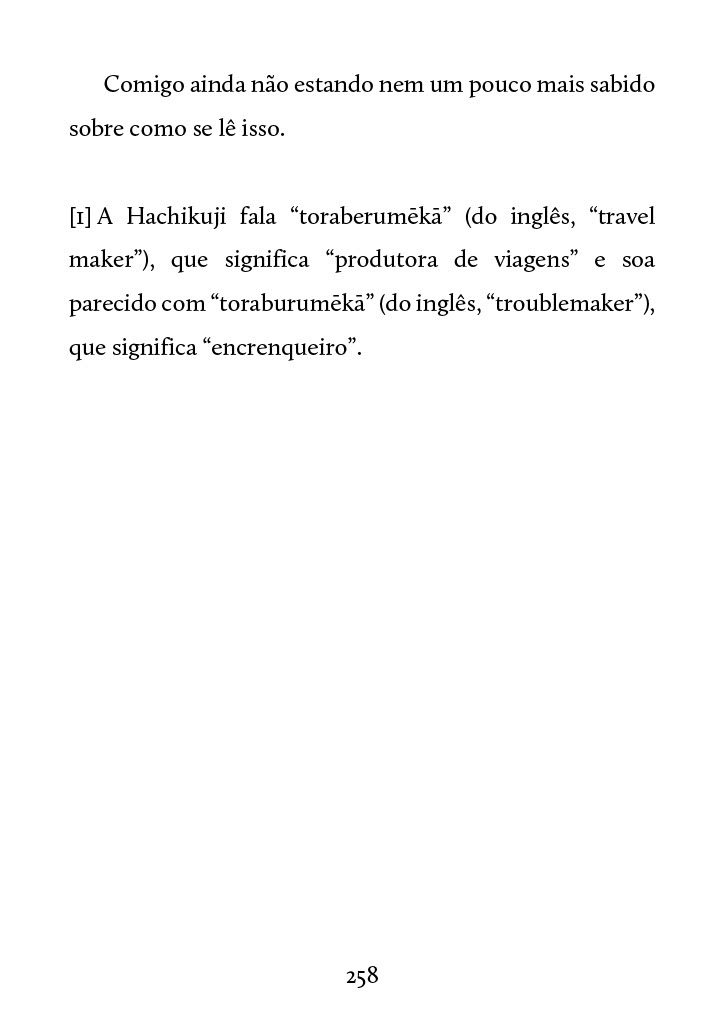 Comigo ainda não estando nem um pouco mais sabido
sobre como se lê isso.
[1] A Hachikuji fala “toraberumēkā” (do inglês, “travel
maker”), que significa “produtora de viagens” e soa
parecido com “toraburumēkā” (do inglês, “troublemaker”),
que significa “encrenqueiro”.
258